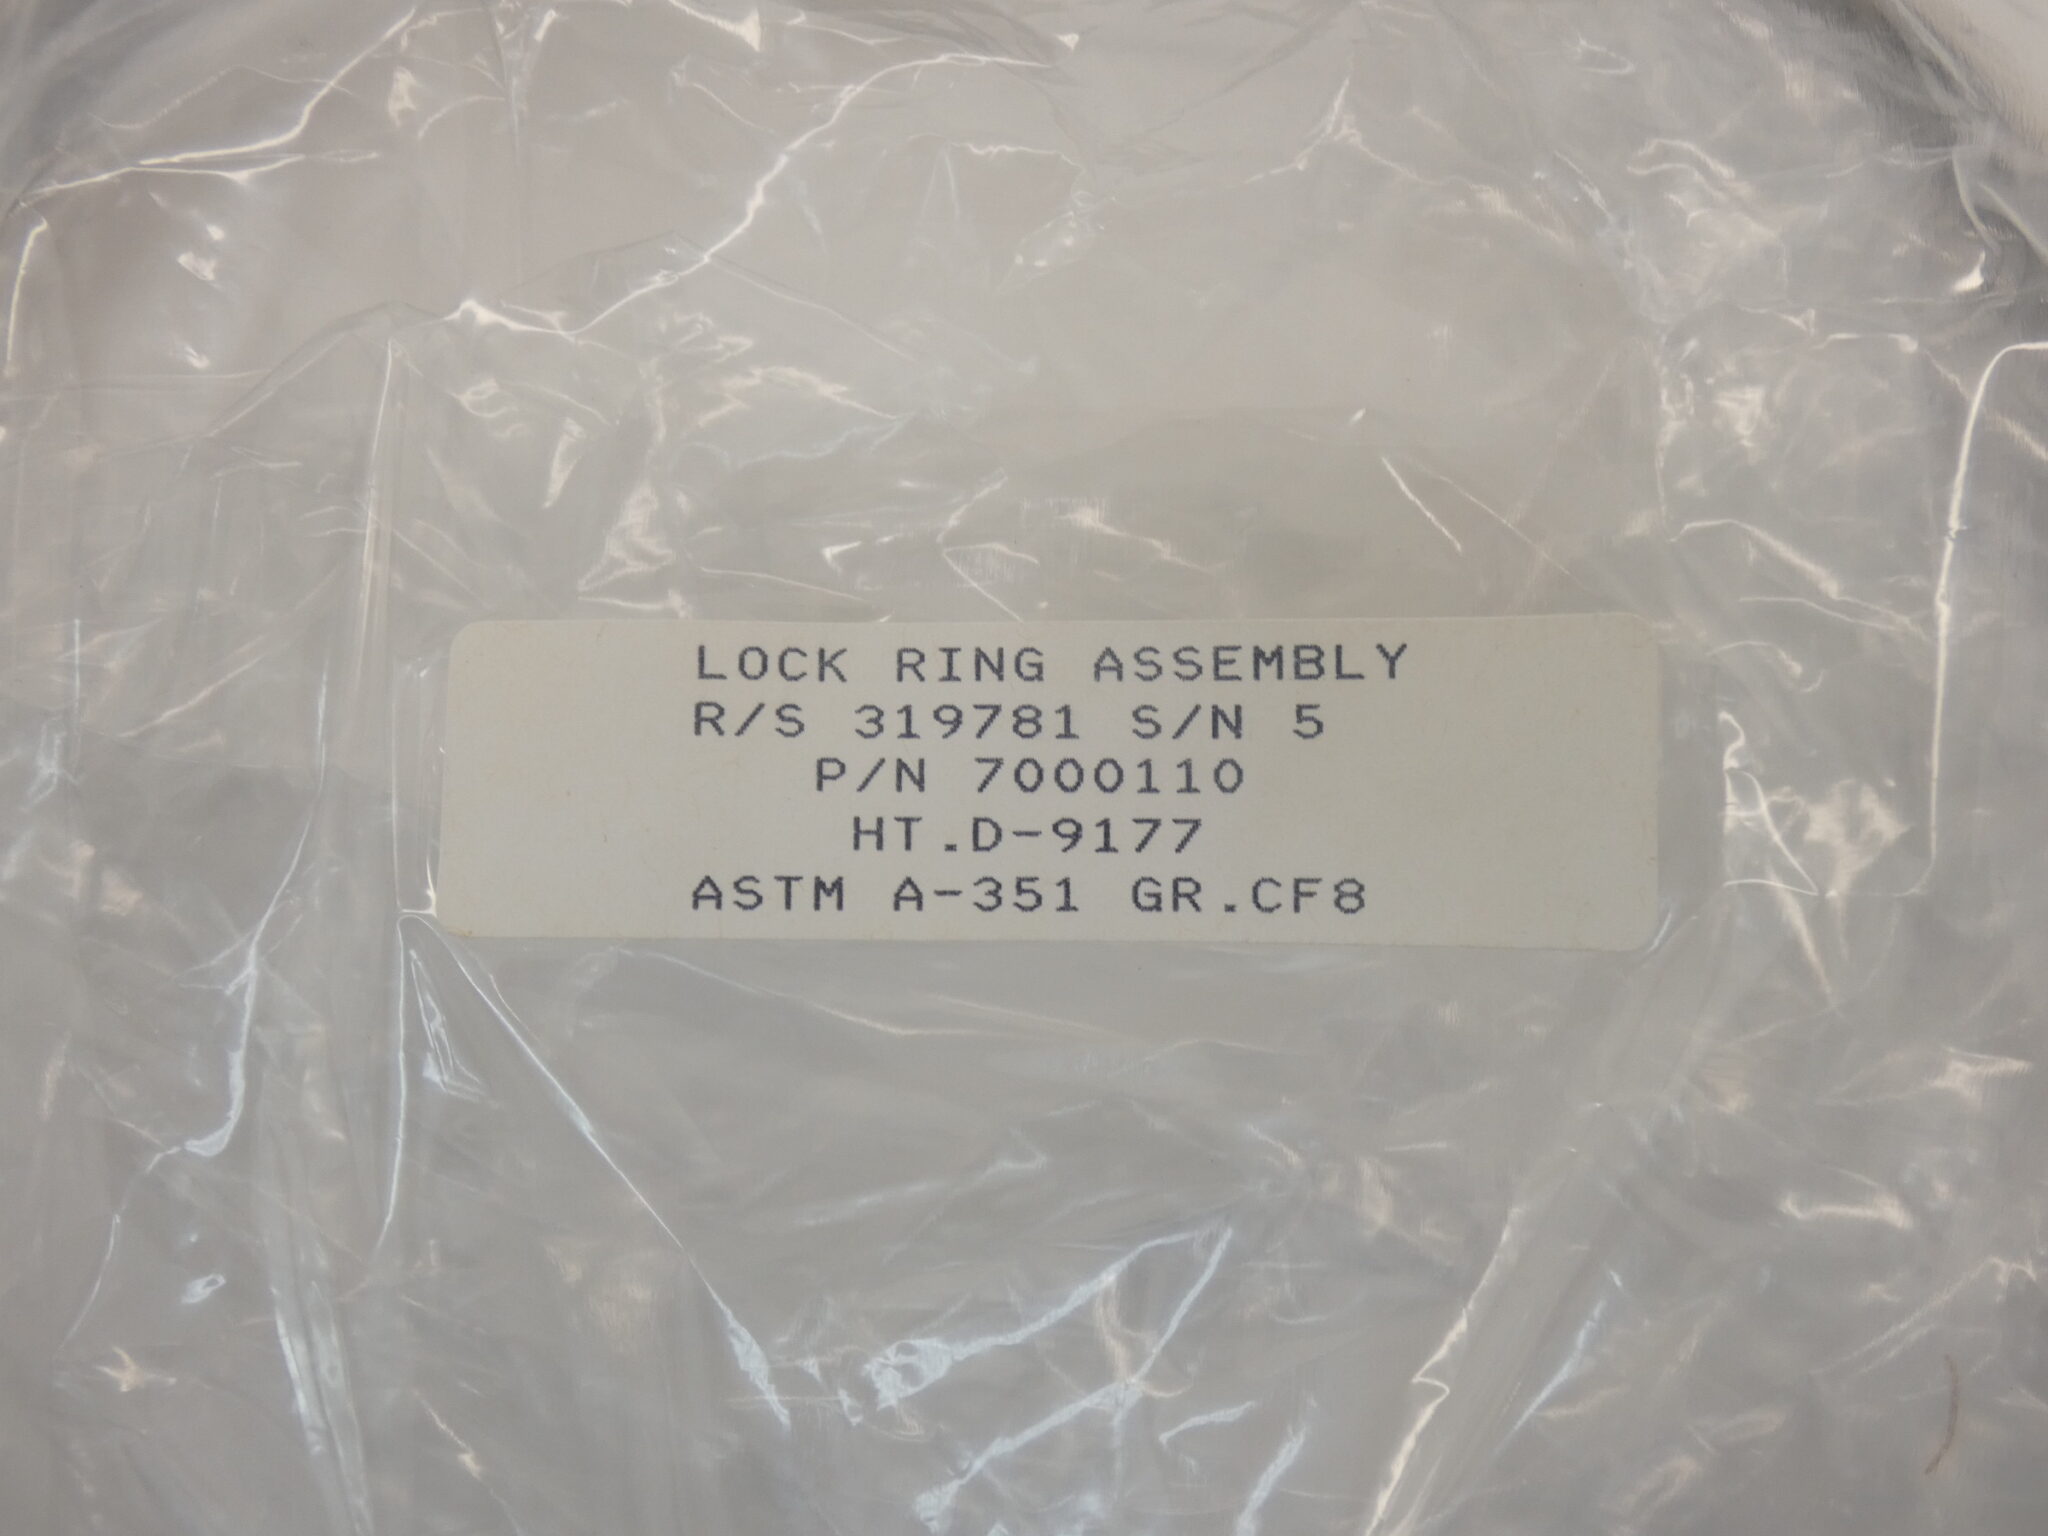 LOCK RING ASSEMBLY
R/S 319781 S/N 5
P/N 7000110
HT.D-9177
ASTM A-351 GR.CF8